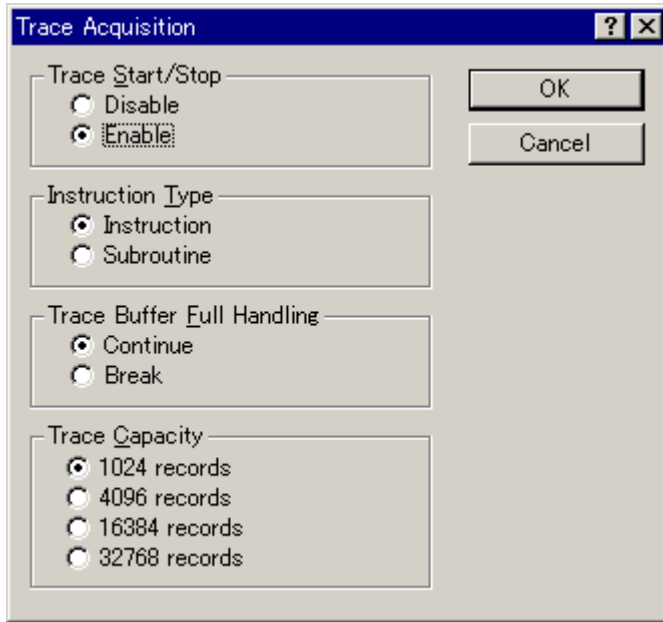 Trace Acquisition
Trace Start/Stop
Disable
Enable
OK
Cancel
Instruction Type
Instruction
Subroutine
Trace Buffer Full Handling
Continue
Break
Trace Capacity
1024 records
4096 records
16384 records
32768 records